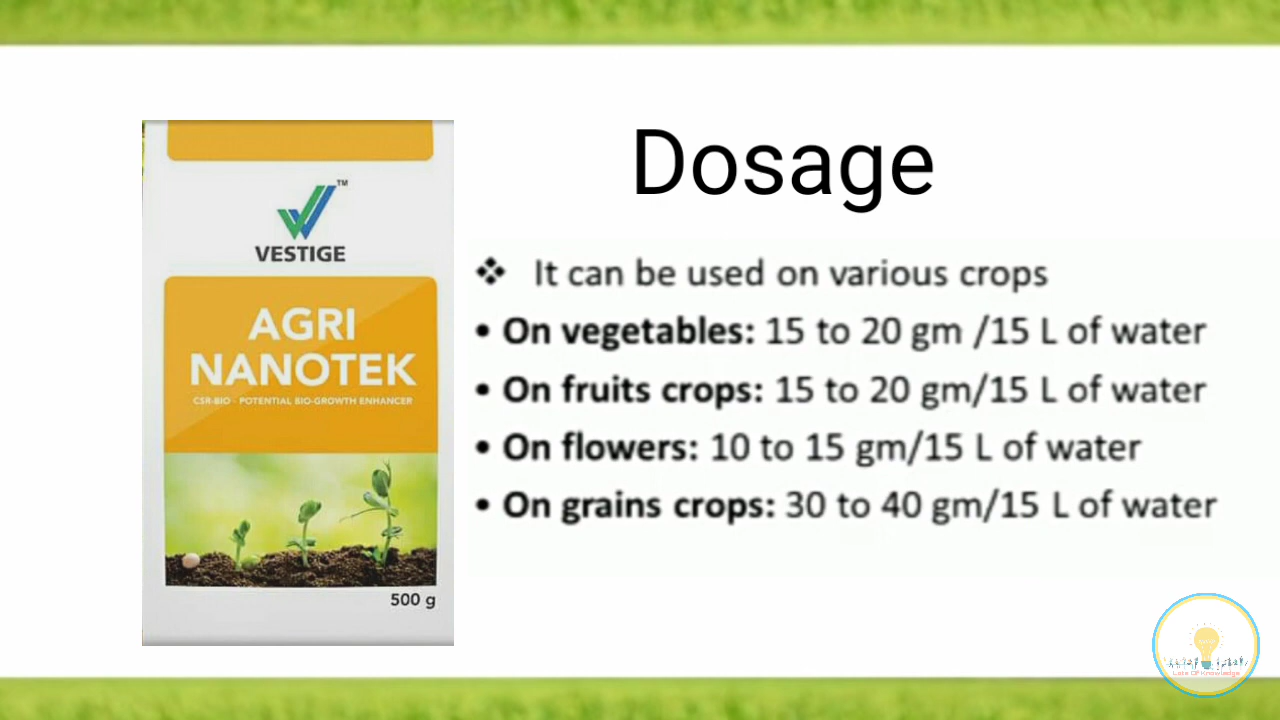 TM
VESTIGE
AGRI
NANOTEK
CSR-BIO - POTENTIAL BIO-GROWTH ENHANCER
500 g
Dosage
❖ It can be used on various crops
• On vegetables: 15 to 20 gm /15 L of water
• On fruits crops: 15 to 20 gm/15 L of water
• On flowers: 10 to 15 gm/15 L of water
• On grains crops: 30 to 40 gm/15 L of water
Lots Of Knowledge